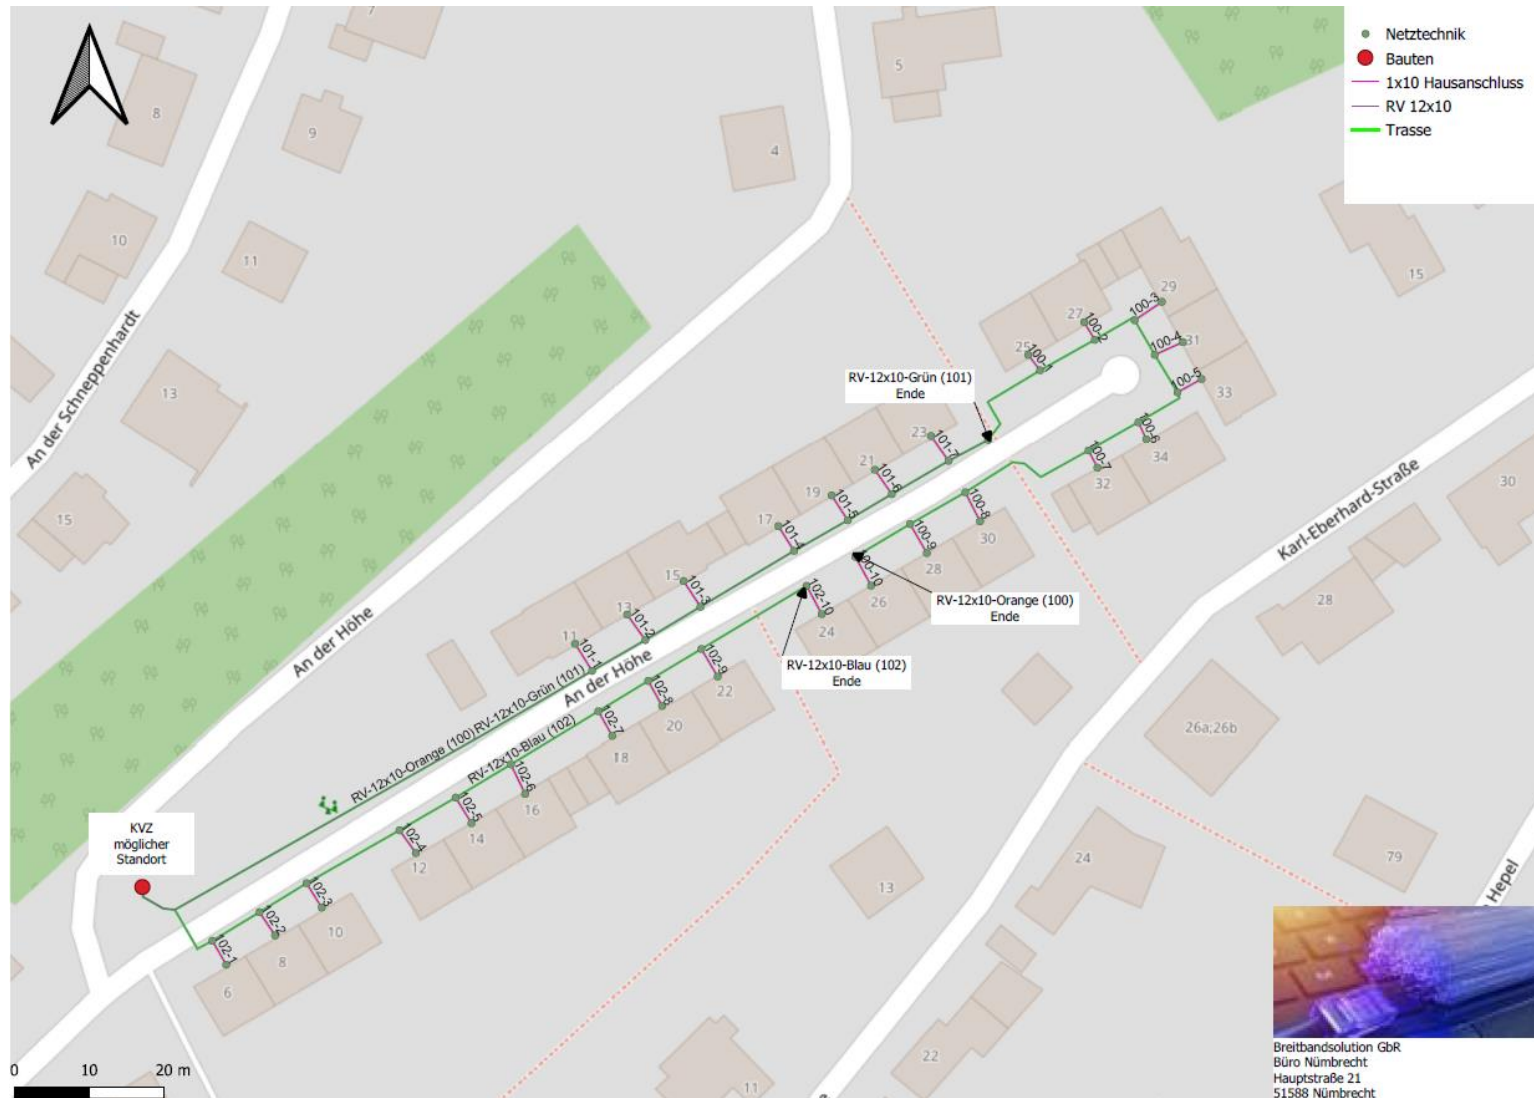 Netztechnik
Bauten
1x10 Hausanschluss
RV 12x10
Trasse
7
8
9
5
4
10
11
15
13
15
An der Schneppenhardt
An der Höhe
29
27
100-3
100-2
25
100-1
100-4
31
100-5
33
RV-12x10-Grün (101)
Ende
23
101-7
100-6
34
100-7
32
21
101-6
19
101-5
100-8
30
17
101-4
100-9
28
15
101-3
26
RV-12x10-Orange (100)
Ende
102-10
24
13
101-2
11
101-1
RV-12x10-Blau (102)
Ende
An der Höhe
102-9
22
102-8
20
102-7
18
RV-12x10-Orange (100)
RV-12x10-Grün (101)
RV-12x10-Blau (102)
102-6
16
102-5
14
102-4
12
102-3
10
102-2
8
102-1
6
KVZ
möglicher
Standort
Karl-Eberhard-Straße
30
28
26a;26b
24
79
13
22
11
Hepel
0 10 20 m
Breitbandsolution GbR
Büro Nümbrecht
Hauptstraße 21
51588 Nümbrecht